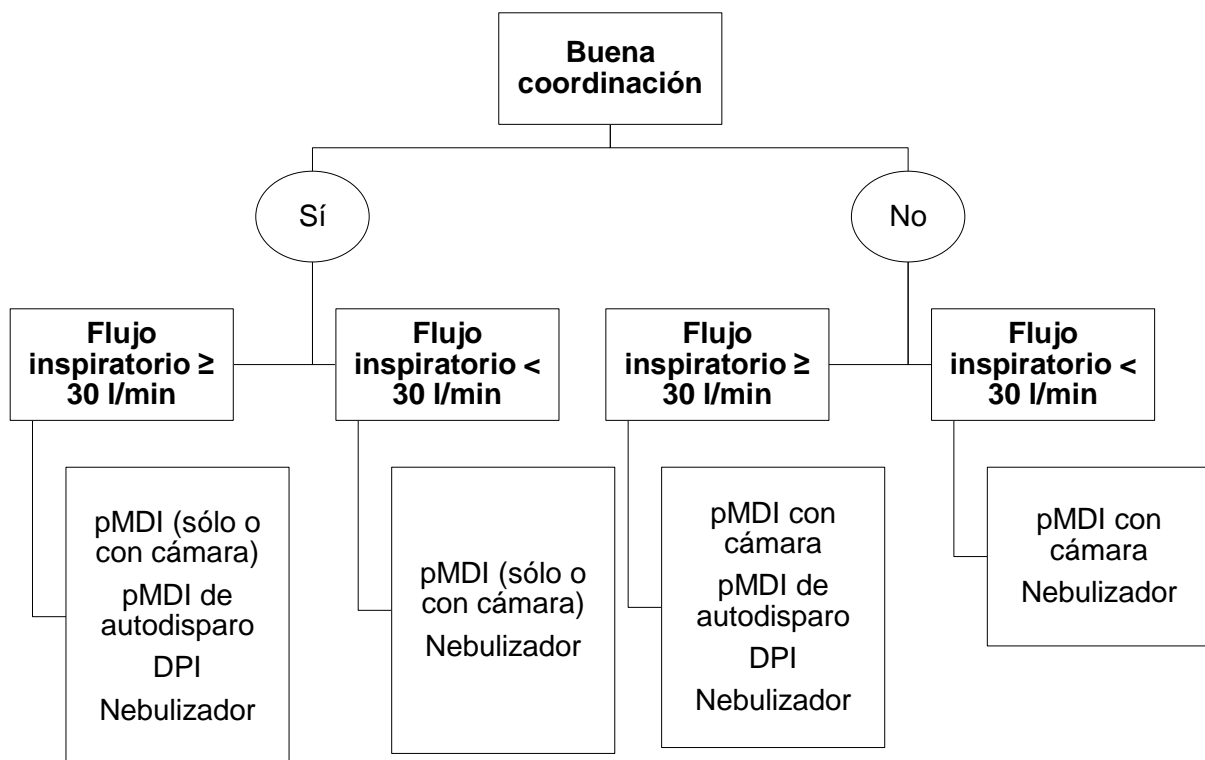 Buena
coordinación
Sí
No
Flujo
inspiratorio ≥
30 l/min
Flujo
inspiratorio <
30 l/min
Flujo
inspiratorio ≥
30 l/min
Flujo
inspiratorio <
30 l/min
pMDI (sólo o
con cámara)
pMDI de
autodisparo
DPI
Nebulizador
pMDI (sólo o
con cámara)
Nebulizador
pMDI con
cámara
pMDI de
autodisparo
DPI
Nebulizador
pMDI con
cámara
Nebulizador